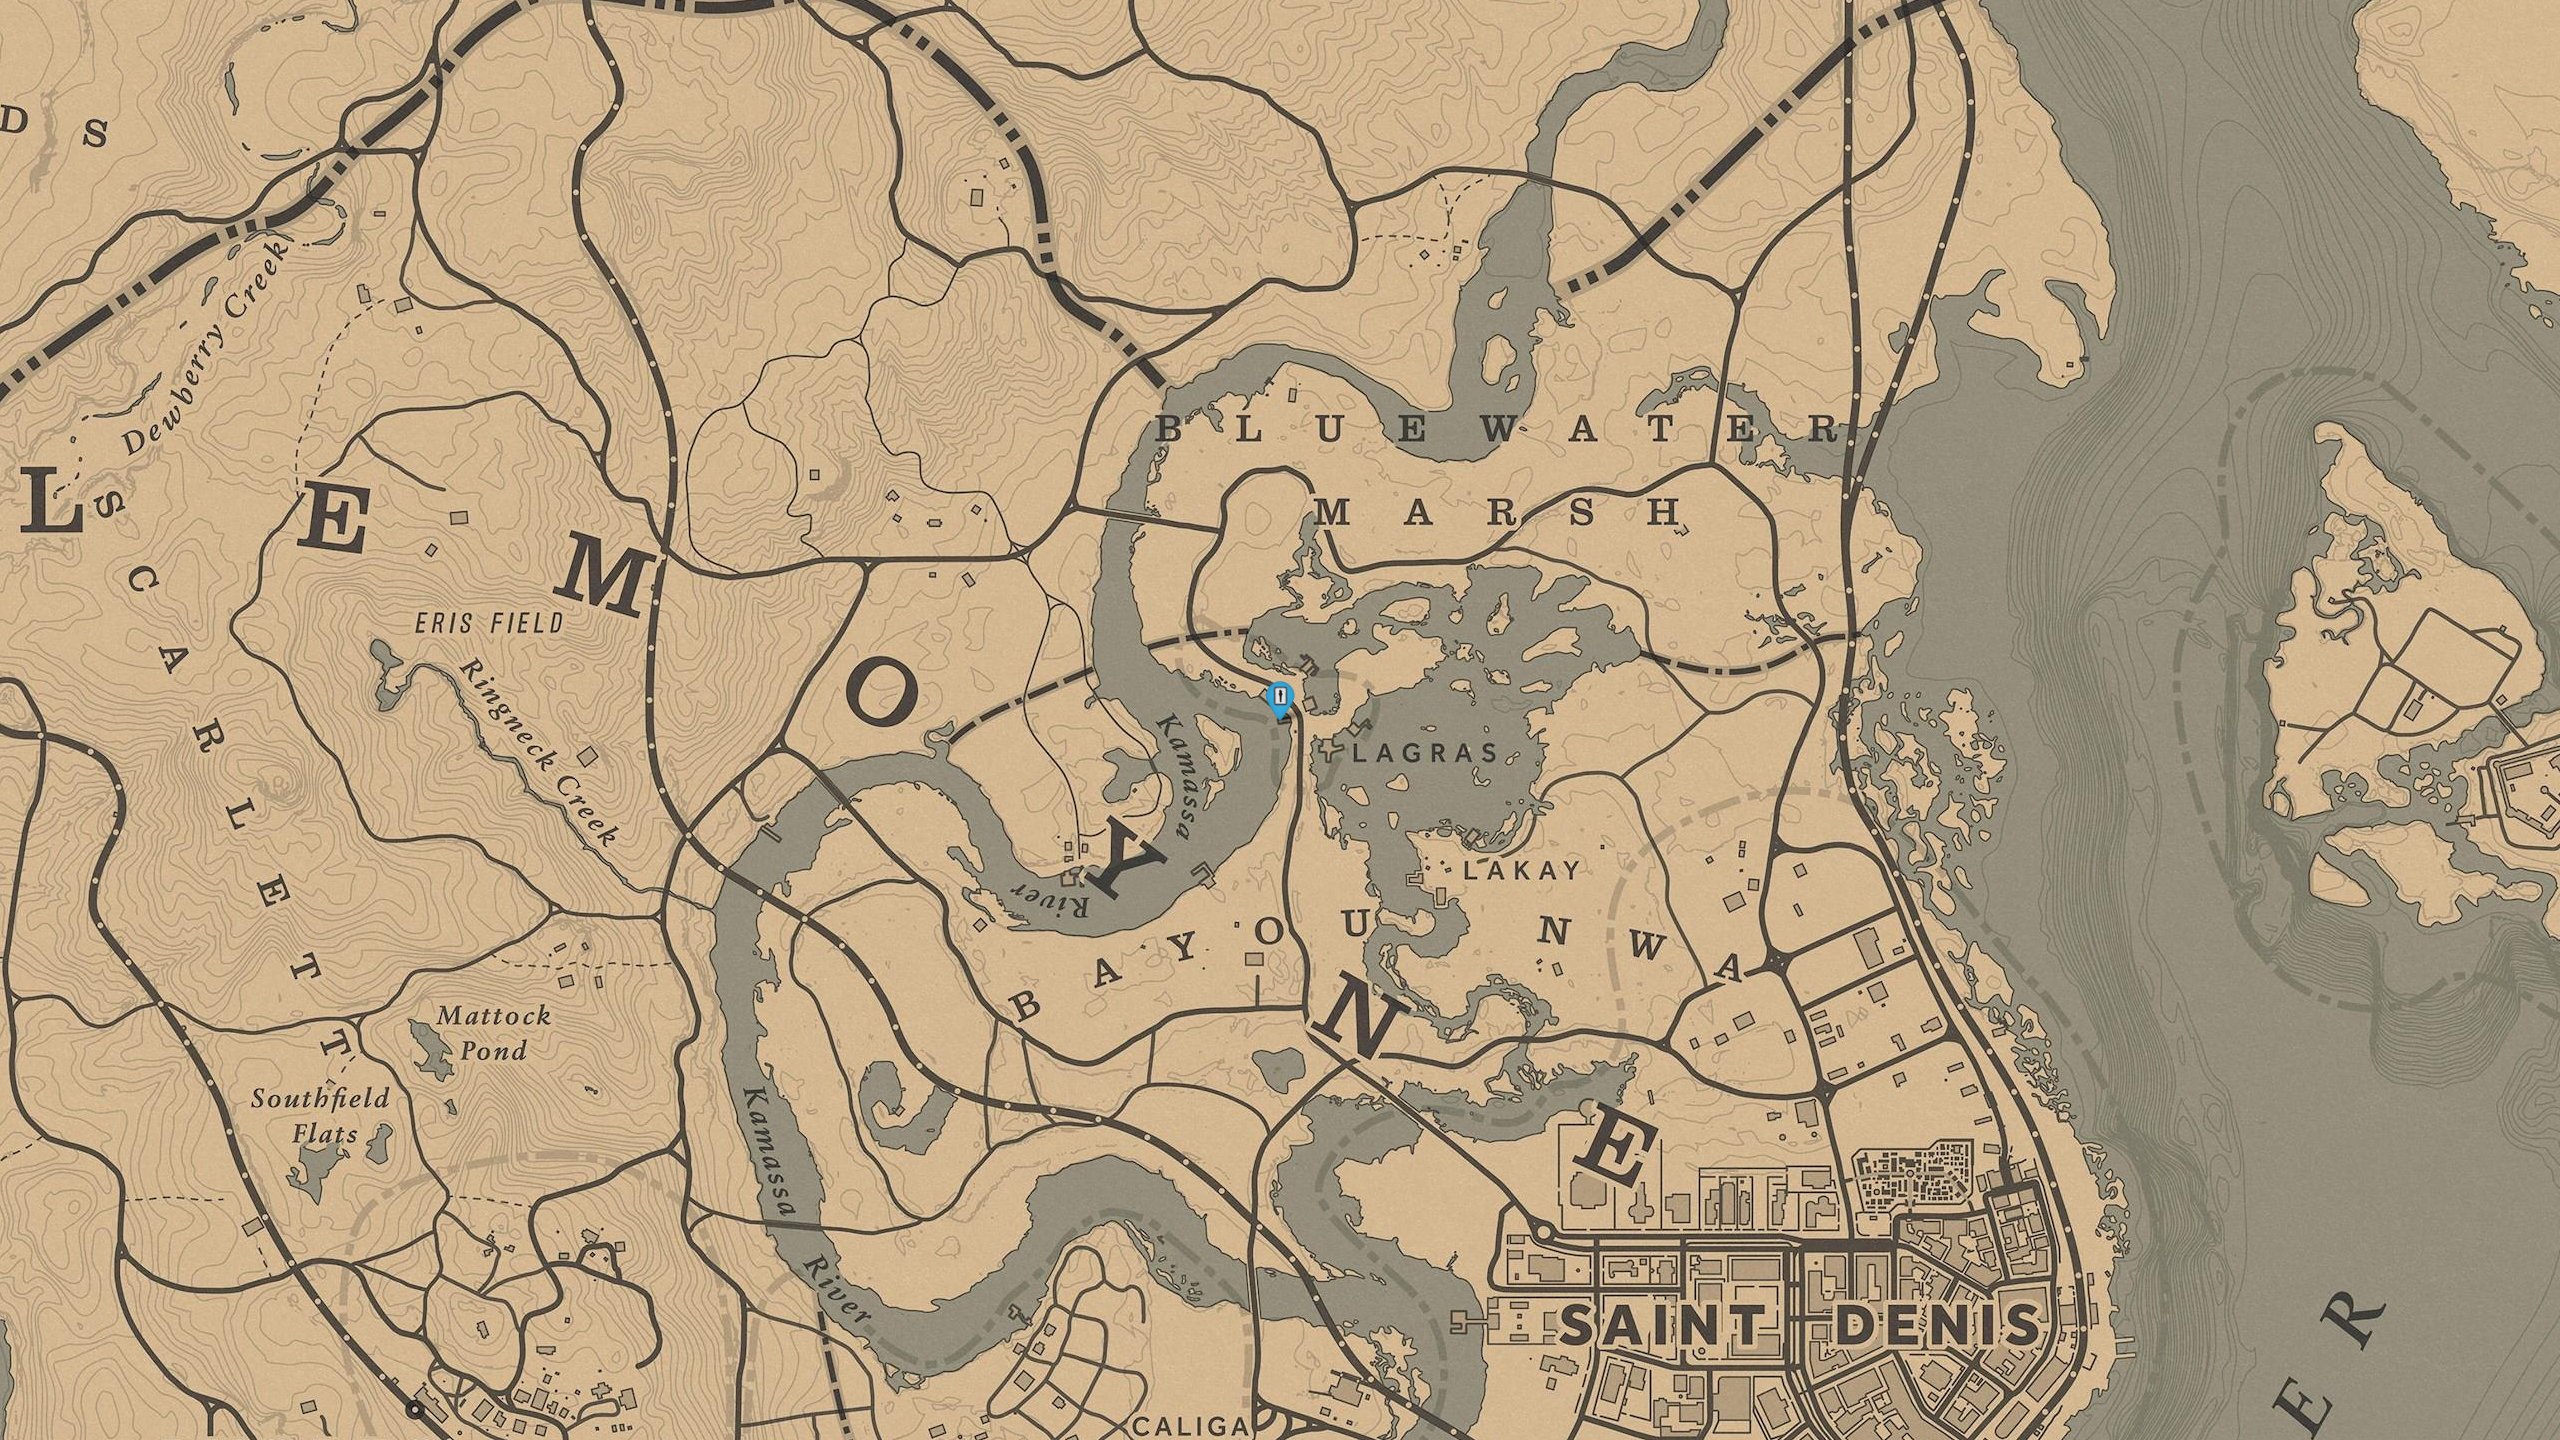 D S
BLUEWATER
MARSH
Dewberry Creek
LEMOYNE
SCARLETT
ERIS FIELD
Ringneck Creek
Kamassa
River
LAGRAS
LAKAY
BAYOU NWA
Mattock
Pond
Southfield
Flats
Kamassa
River
SAINT DENIS
CALIGA
ER